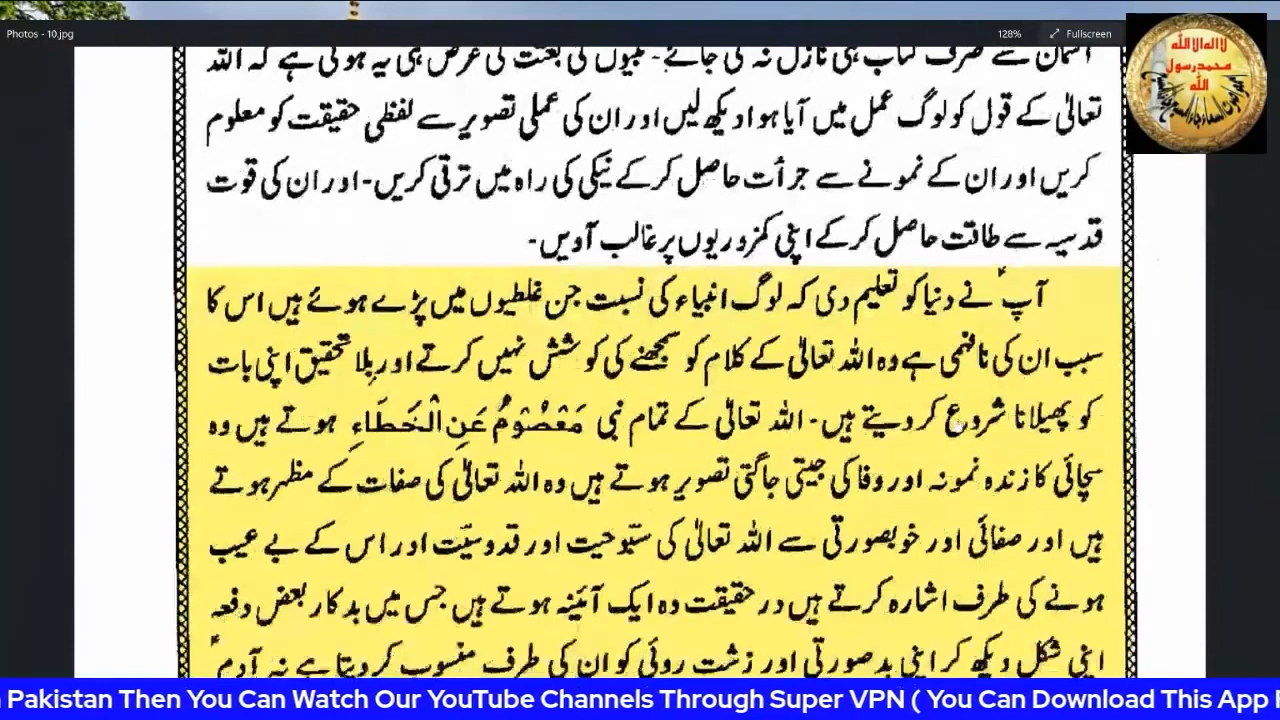 Photos - 10.jpg
128%
Fullscreen
لا اله الا الله
محمد رسول
الله
آسمان سے صرف کتاب ہی نازل نہ کی جائے۔ نبیوں کی بعثت کی غرض ہی یہ ہوتی ہے کہ اللہ
تعالیٰ کے قول کو لوگ عمل میں آیا ہوا دیکھ لیں اور ان کی عملی تصویر سے لفظی حقیقت کو معلوم
کریں اور ان کے نمونے سے جرأت حاصل کر کے نیکی کی راہ میں ترقی کریں۔ اور ان کی قوت
قدسیہ سے طاقت حاصل کر کے اپنی کمزوریوں پر غالب آویں۔
آپؑ نے دنیا کو تعلیم دی کہ لوگ انبیاء کی نسبت جن غلطیوں میں پڑے ہوئے ہیں اس کا
سبب ان کی نافہمی ہے وہ اللہ تعالیٰ کے کلام کو سمجھنے کی کوشش نہیں کرتے اور بِلا تحقیق اپنی بات
کو پھیلانا شروع کر دیتے ہیں۔ اللہ تعالیٰ کے تمام نبی مَعْصُوْمٌ عَنِ الْخَطَاءِ ہوتے ہیں وہ
سچائی کا زندہ نمونہ اور وفا کی جیتی جاگتی تصویر ہوتے ہیں وہ اللہ تعالیٰ کی صفات کے مظہر ہوتے
ہیں اور صفائی اور خوبصورتی سے اللہ تعالیٰ کی سبّوحیت اور قدوسیّت اور اس کے بے عیب
ہونے کی طرف اشارہ کرتے ہیں در حقیقت وہ ایک آئینہ ہوتے ہیں جس میں بدکار بعض دفعہ
اپنی شکل دیکھ کر اپنی بدصورتی اور زشت روئی کو ان کی طرف منسوب کر دیتا ہے نہ آدمؑ
Pakistan Then You Can Watch Our YouTube Channels Through Super VPN ( You Can Download This App